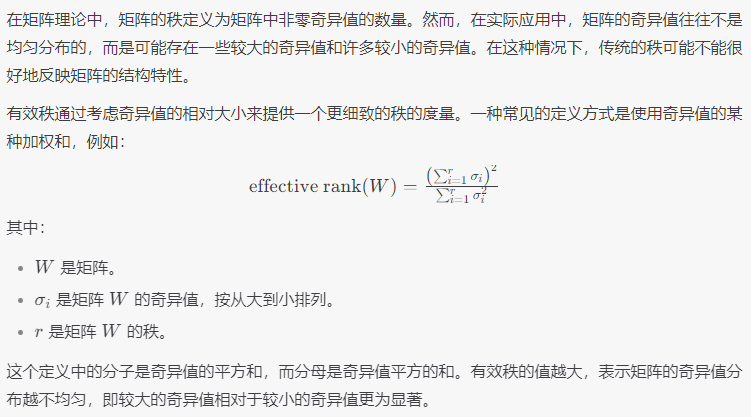 在矩阵理论中，矩阵的秩定义为矩阵中非零奇异值的数量。然而，在实际应用中，矩阵的奇异值往往不是
均匀分布的，而是可能存在一些较大的奇异值和许多较小的奇异值。在这种情况下，传统的秩可能不能很
好地反映矩阵的结构特性。
有效秩通过考虑奇异值的相对大小来提供一个更细致的秩的度量。一种常见的定义方式是使用奇异值的某
种加权和，例如：
effective rank(W) = \frac{(\sum_{i=1}^{r} σ_i)^2}{\sum_{i=1}^{r} σ_i^2}
其中：
• W 是矩阵。
• σ_i 是矩阵 W 的奇异值，按从大到小排列。
• r 是矩阵 W 的秩。
这个定义中的分子是奇异值的平方和，而分母是奇异值平方的和。有效秩的值越大，表示矩阵的奇异值分
布越不均匀，即较大的奇异值相对于较小的奇异值更为显著。